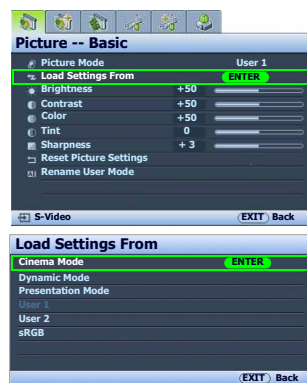 Picture -- Basic
Picture Mode User 1
Load Settings From ENTER
Brightness +50
Contrast +50
Color +50
Tint 0
Sharpness + 3
Reset Picture Settings
AI Rename User Mode
S-Video EXIT Back
Load Settings From
Cinema Mode ENTER
Dynamic Mode
Presentation Mode
User 1
User 2
sRGB
EXIT Back